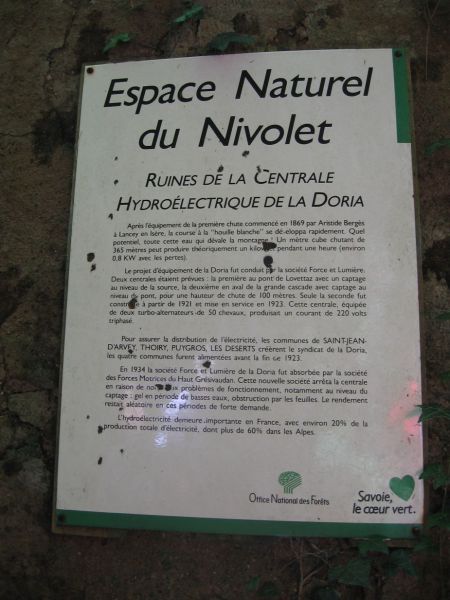 Espace Naturel
du Nivolet
RUINES DE LA CENTRALE
HYDROÉLECTRIQUE DE LA DORIA
Après l'équipement de la première chute commencé en 1869 par Aristide Bergès
à Lancey en Isère, la course à la "houille blanche" se dé-eloppa rapidement. Quel
potentiel, toute cette eau qui dévale la montagne ! Un mètre cube chutant de
365 mètres peut produire théoriquement un kilo pendant une heure (environ
0,8 KW avec les pertes).
Le projet d'équipement de la Doria fut conduit par la société Force et Lumière.
Deux centrales étaient prévues : la première au pont de Lovettaz avec un captage
au niveau de la source, la deuxième en aval de la grande cascade avec captage au
niveau du pont, pour une hauteur de chute de 100 mètres. Seule la seconde fut
construite à partir de 1921 et mise en service en 1923. Cette centrale, équipée
de deux turbo-alternateurs de 50 chevaux, produisait un courant de 220 volts
triphasé.
Pour assurer la distribution de l'électricité, les communes de SAINT-JEAN-
D'ARVEY, THOIRY, PUYGROS, LES DESERTS créèrent le syndicat de la Doria,
les quatre communes furent alimentées avant la fin de 1923.
En 1934 la société Force et Lumière de la Doria fut absorbée par la société
des Forces Motrices du Haut Grésivaudan. Cette nouvelle société arrêta la centrale
en raison de nombreux problèmes de fonctionnement, notamment au niveau du
captage : gel en période de basses eaux, obstruction par les feuilles. Le rendement
restait aléatoire en ces périodes de forte demande.
L'hydroélectricité demeure importante en France, avec environ 20% de la
production totale d'électricité, dont plus de 60% dans les Alpes.
Office National des Forêts
Savoie,
le cœur vert.